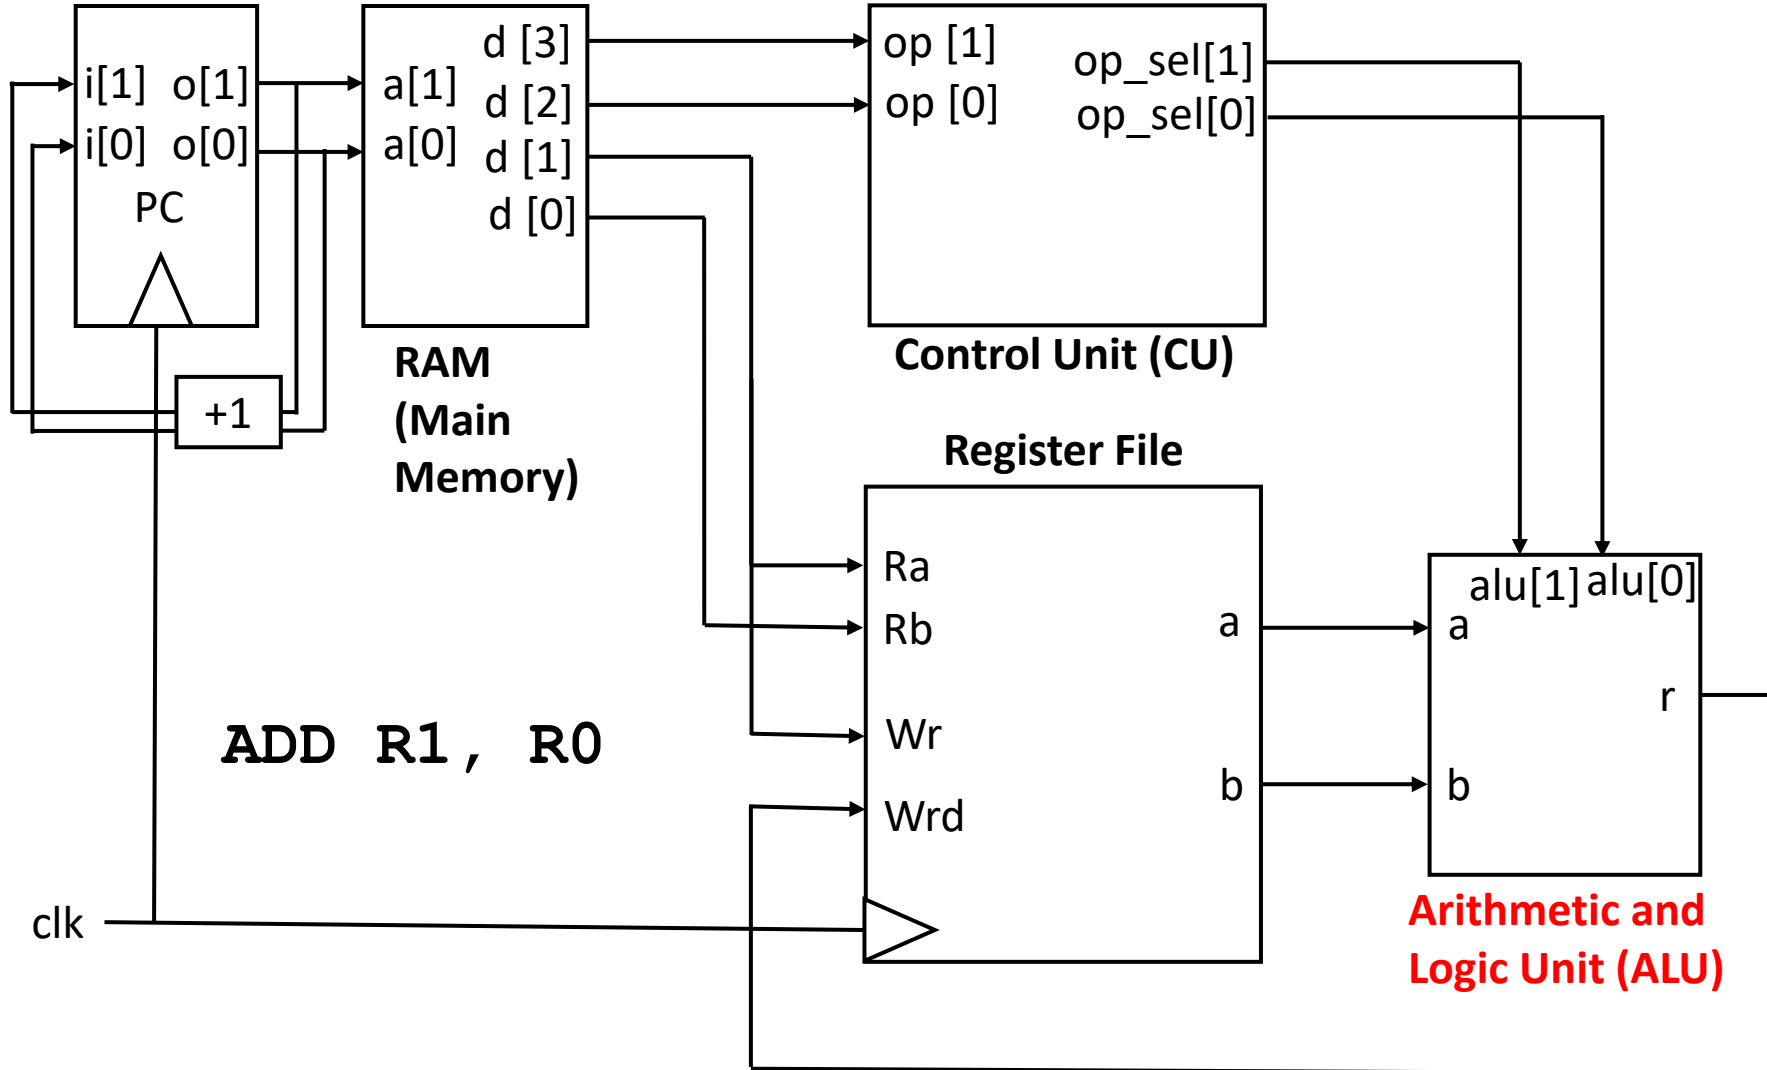 i[1] o[1]
i[0] o[0]
PC
+1
a[1]
a[0]
d [3]
d [2]
d [1]
d [0]
RAM
(Main
Memory)
op [1]
op [0]
op_sel[1]
op_sel[0]
Control Unit (CU)
Register File
Ra
Rb
Wr
Wrd
a
b
alu[1] alu[0]
a
b
r
Arithmetic and
Logic Unit (ALU)
ADD R1, R0
clk